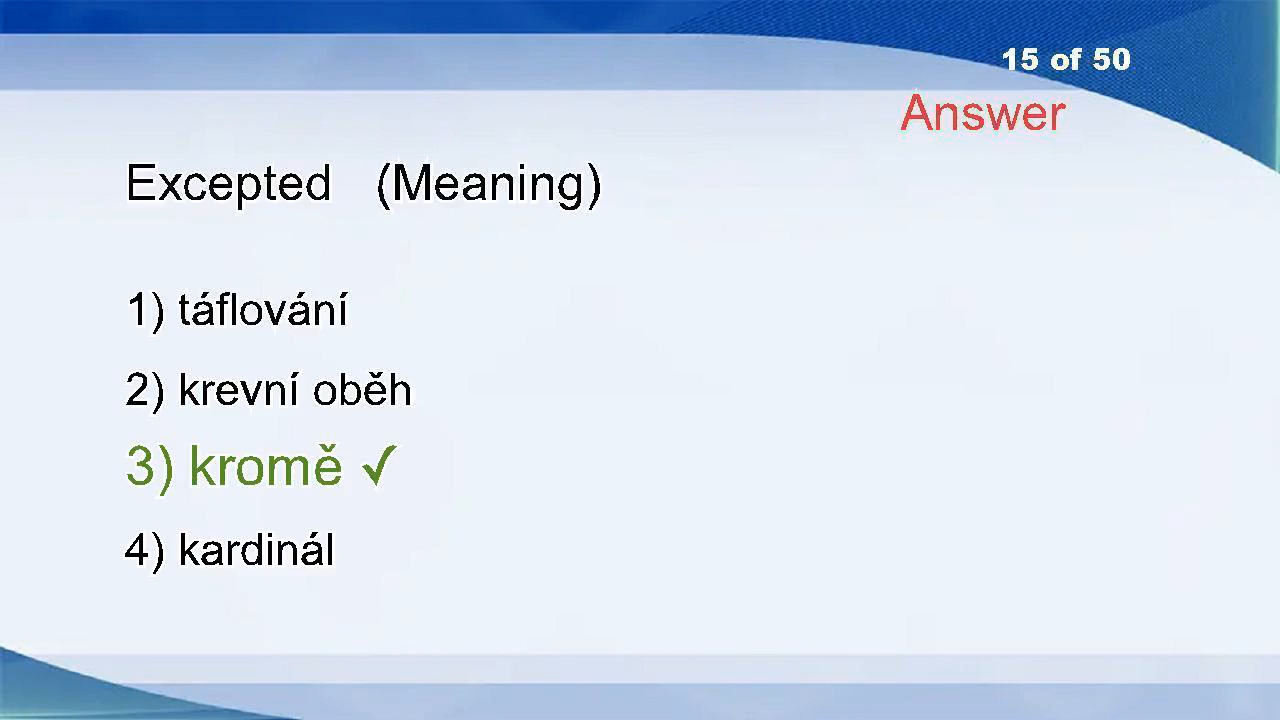 15 of 50
Answer
Excepted (Meaning)
1) táflování
2) krevní oběh
3) kromě ✓
4) kardinál